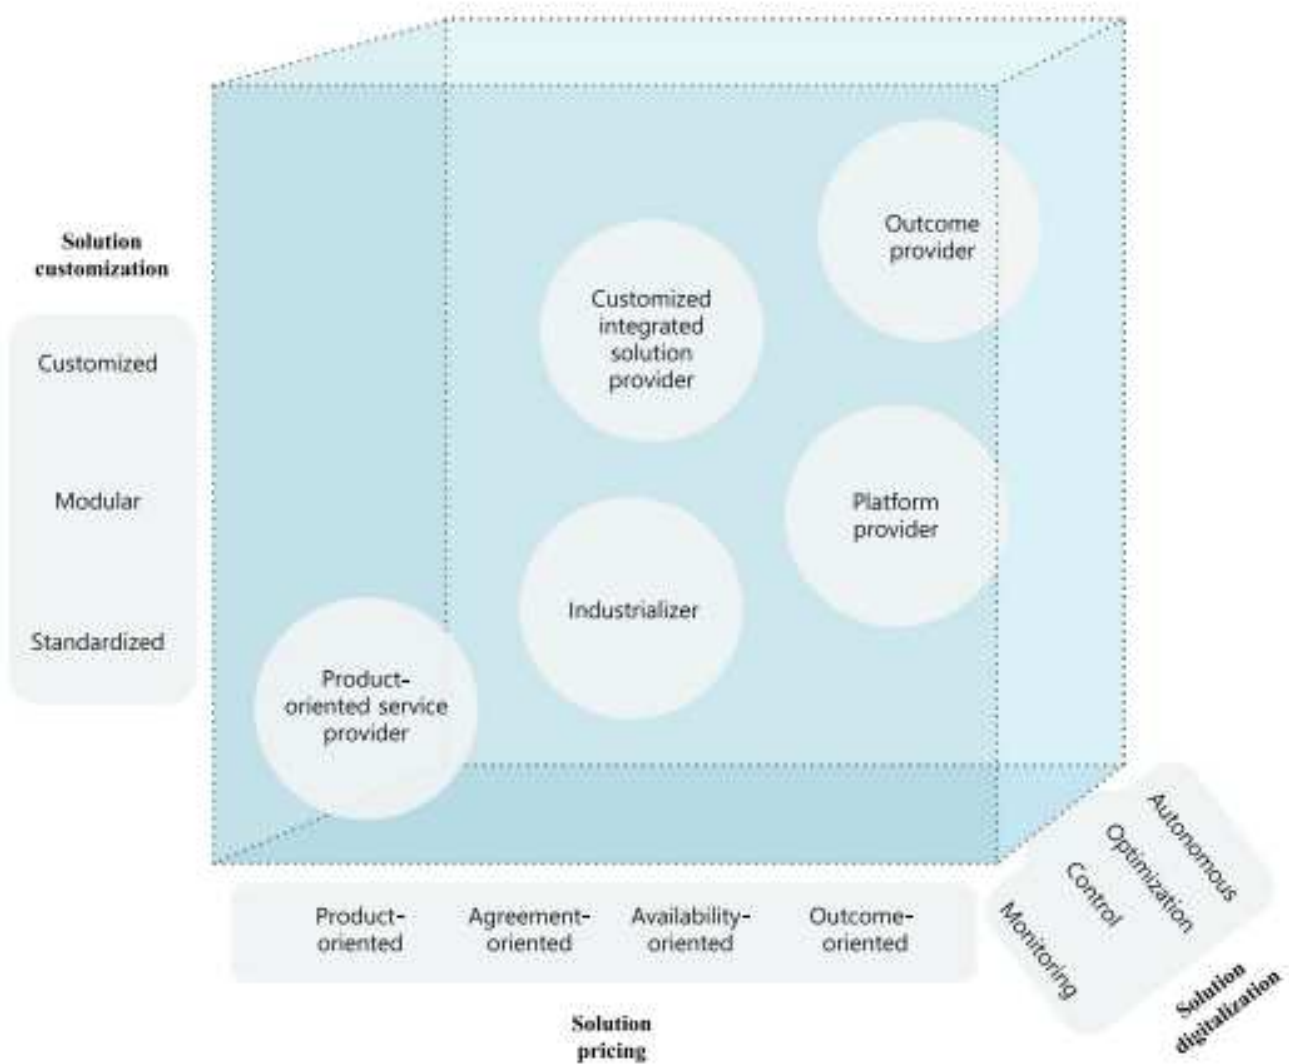 Outcome
provider
Solution
customization
Customized
integrated
solution
provider
Customized
Modular
Platform
provider
Industrializer
Standardized
Product-
oriented service
provider
Product-
oriented
Agreement-
oriented
Availability-
oriented
Outcome-
oriented
Monitoring
Control
Optimization
Autonomous
Solution
digitalization
Solution
pricing